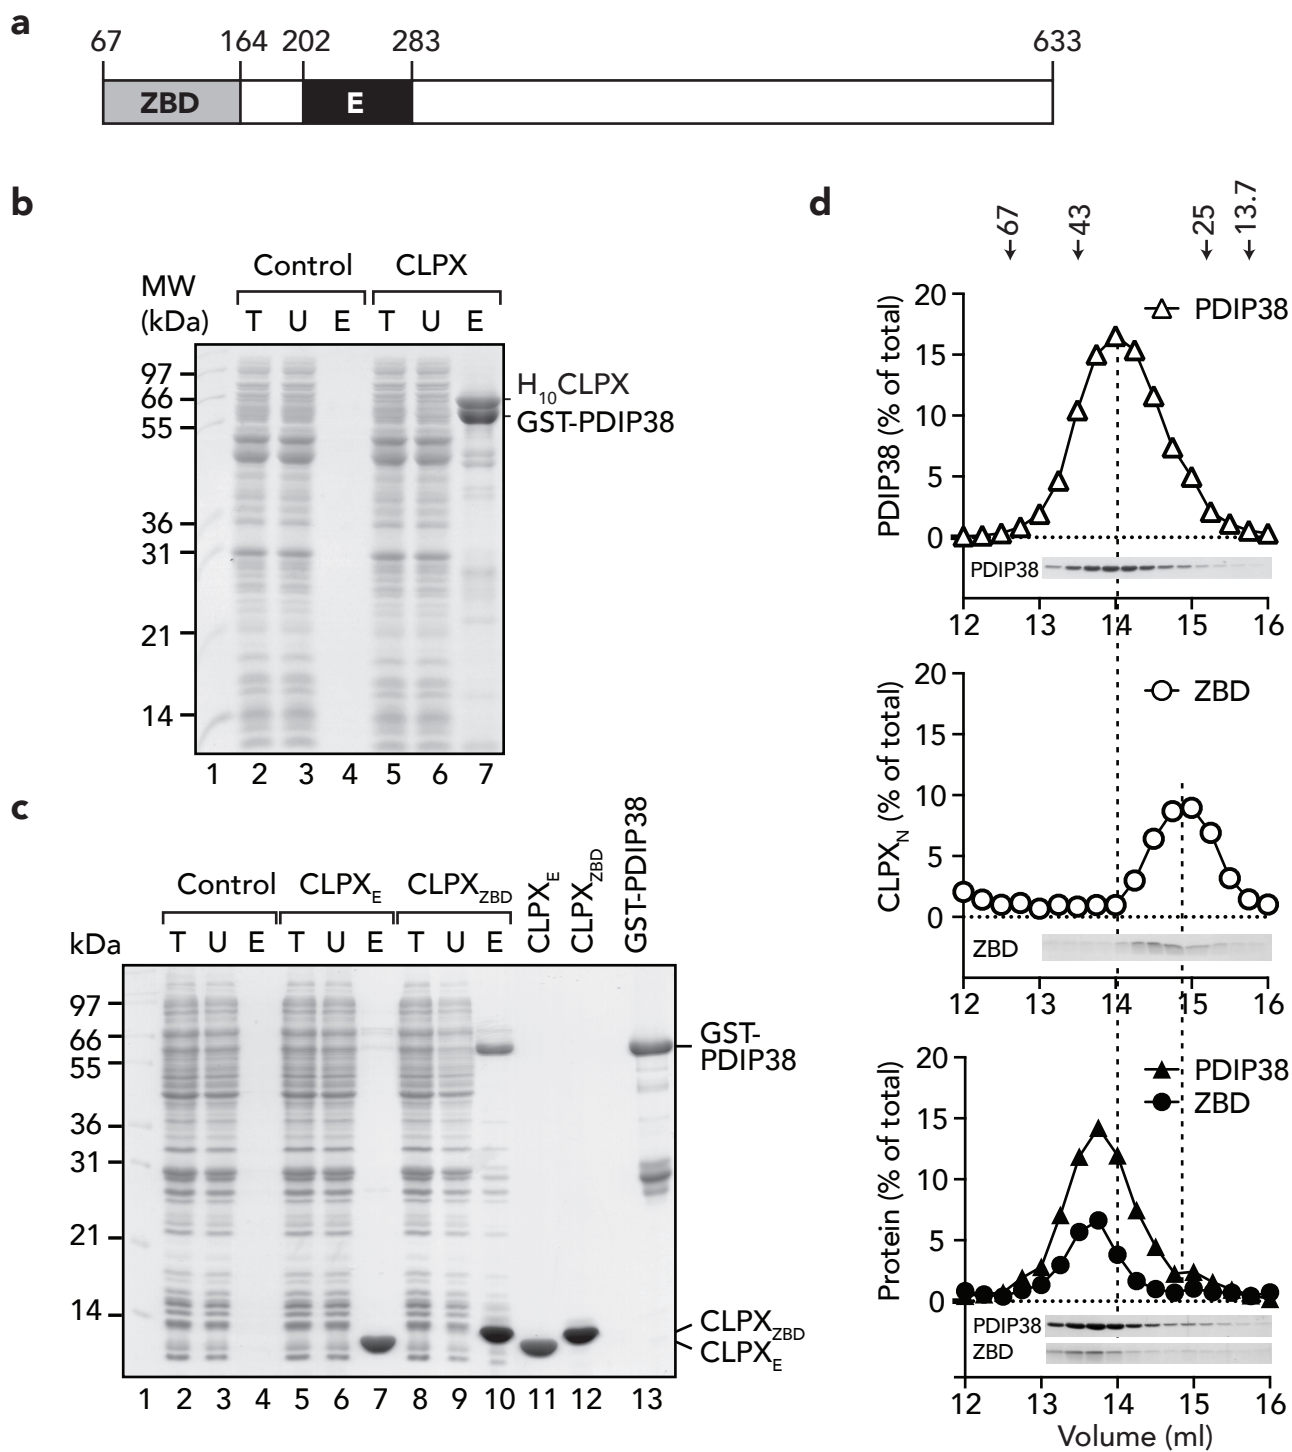 a
67 164 202 283 633
ZBD E
b
Control CLPX
MW
(kDa) T U E T U E
97
66
55
36
31
21
14
H10CLPX
GST-PDIP38
1 2 3 4 5 6 7
c
Control CLPXE CLPXZBD CLPXE CLPXZBD GST-PDIP38
kDa T U E T U E T U E
97
66
55
36
31
21
14
GST-
PDIP38
CLPXZBD
CLPXE
1 2 3 4 5 6 7 8 9 10 11 12 13
d
67 43 25 13.7
PDIP38 (% of total)
20
15
10
5
0
PDIP38
PDIP38
12 13 14 15 16
CLPXN (% of total)
20
15
10
5
0
ZBD
ZBD
12 13 14 15 16
Protein (% of total)
20
15
10
5
0
PDIP38
ZBD
PDIP38
ZBD
12 13 14 15 16
Volume (ml)